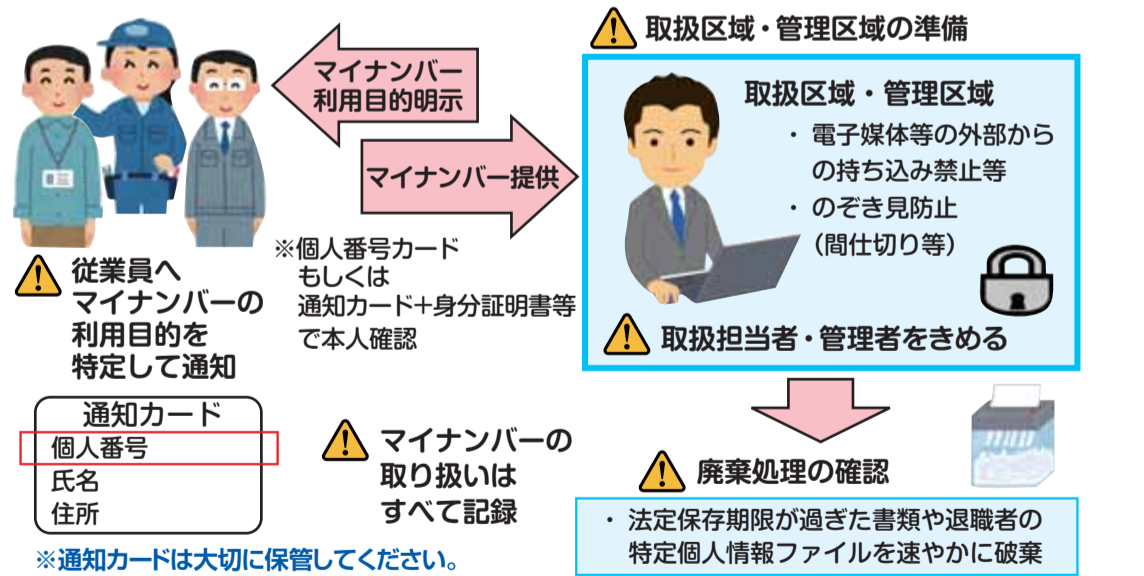 マイナンバー
利用目的明示
マイナンバー提供
※個人番号カード
もしくは
通知カード＋身分証明書等
で本人確認
従業員へ
マイナンバーの
利用目的を
特定して通知
通知カード
個人番号
氏名
住所
※通知カードは大切に保管してください。
マイナンバーの
取り扱いは
すべて記録
取扱区域・管理区域の準備
取扱区域・管理区域
・ 電子媒体等の外部から
の持ち込み禁止等
・ のぞき見防止
（間仕切り等）
取扱担当者・管理者をきめる
廃棄処理の確認
・ 法定保存期限が過ぎた書類や退職者の
特定個人情報ファイルを速やかに破棄